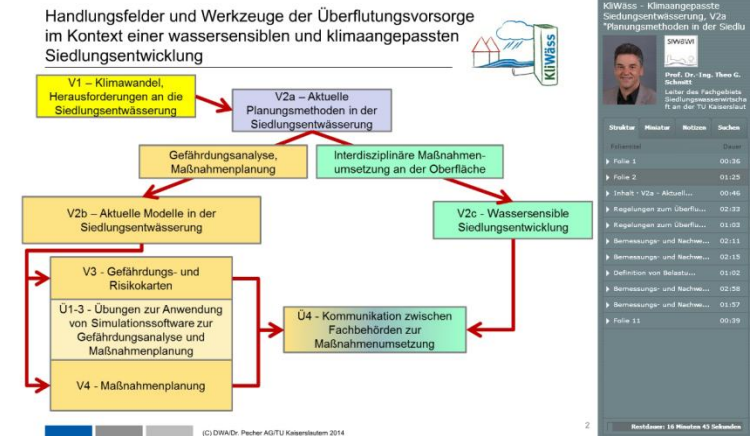 Handlungsfelder und Werkzeuge der Überflutungsvorsorge
im Kontext einer wassersensiblen und klimaangepassten
Siedlungsentwicklung
KliWäss
V1 – Klimawandel,
Herausforderungen an die
Siedlungsentwässerung
V2a – Aktuelle
Planungsmethoden in der
Siedlungsentwässerung
Gefährdungsanalyse,
Maßnahmenplanung
Interdisziplinäre Maßnahmen-
umsetzung an der Oberfläche
V2b – Aktuelle Modelle in der
Siedlungsentwässerung
V2c - Wassersensible
Siedlungsentwicklung
V3 - Gefährdungs- und
Risikokarten
Ü1-3 - Übungen zur Anwendung
von Simulationssoftware zur
Gefährdungsanalyse und
Maßnahmenplanung
V4 - Maßnahmenplanung
Ü4 - Kommunikation zwischen
Fachbehörden zur
Maßnahmenumsetzung
(C) DWA/Dr. Pecher AG/TU Kaiserslautern 2014
2
KliWäss - Klimaangepasste
Siedungsentwässerung, V2a
"Planungsmethoden in der Siedlu
SIWAWI
Prof. Dr.-Ing. Theo G.
Schmitt
Leiter des Fachgebiets
Siedlungswasserwirtscha
ft an der TU Kaiserslaut
Struktur Miniatur Notizen Suchen
Folientitel Dauer
Folie 1 00:36
Folie 2 01:25
Inhalt - V2a - Aktuell... 00:46
Regelungen zum Überflu... 02:32
Regelungen zum Überflu... 01:03
Bemessungs- und Nachwe... 02:11
Bemessungs- und Nachwe... 02:15
Definition von Belastu... 01:02
Bemessungs- und Nachwe... 02:58
Bemessungs- und Nachwe... 01:57
Folie 11 00:39
Restdauer: 16 Minuten 43 Sekunden